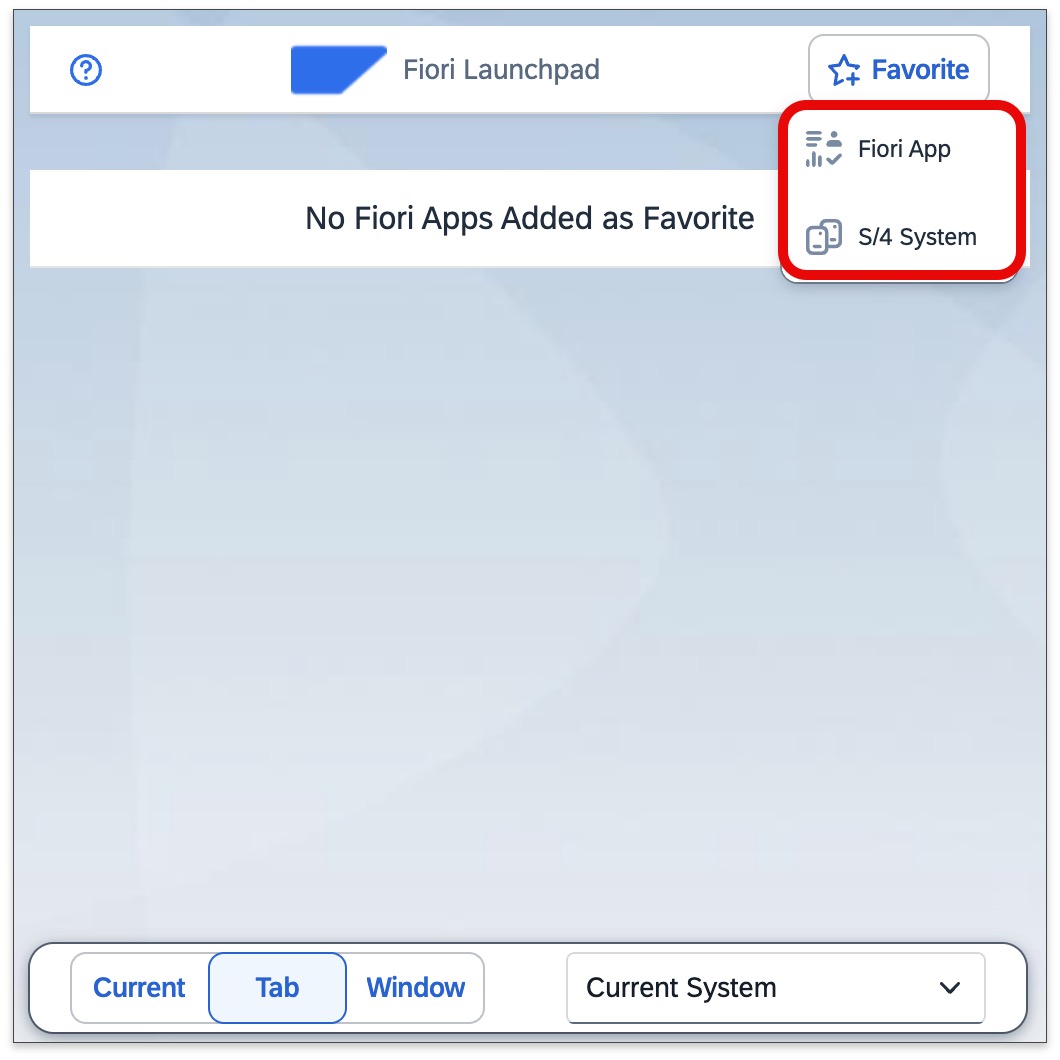 Fiori Launchpad
Favorite
Fiori App
S/4 System
No Fiori Apps Added as Favorite
Current
Tab
Window
Current System